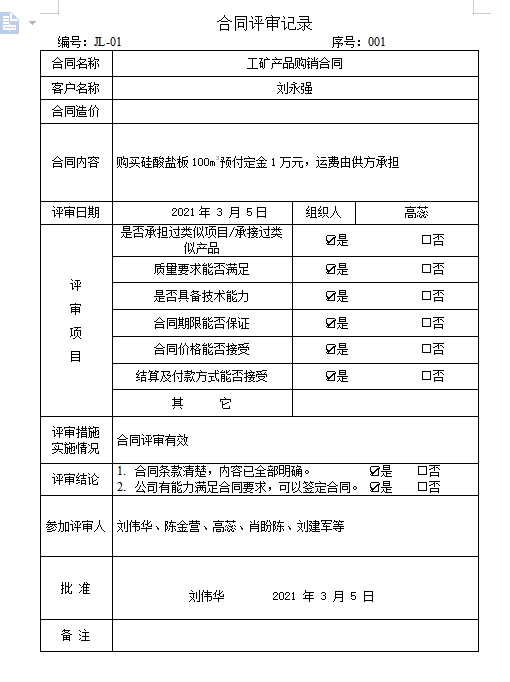 合同评审记录
编号：JL-01 序号：001
合同名称 工矿产品购销合同
客户名称 刘永强
合同造价
合同内容 购买硅酸盐板100㎡预付定金1万元，运费由供方承担
评审日期 2021年 3 月 5日 组织人 高蕊
评审项目
是否承担过类似项目/承接过类
似产品 ☑是 □否
质量要求能否满足 ☑是 □否
是否具备技术能力 ☑是 □否
合同期限能否保证 ☑是 □否
合同价格能否接受 ☑是 □否
结算及付款方式能否接受 ☑是 □否
其 它
评审措施
实施情况 合同评审有效
评审结论
1. 合同条款清楚，内容已全部明确。 ☑是 □否
2. 公司有能力满足合同要求，可以签定合同。 ☑是 □否
参加评审人 刘伟华、陈金营、高蕊、肖盼陈、刘建军等
批 准 刘伟华 2021 年 3 月 5 日
备 注